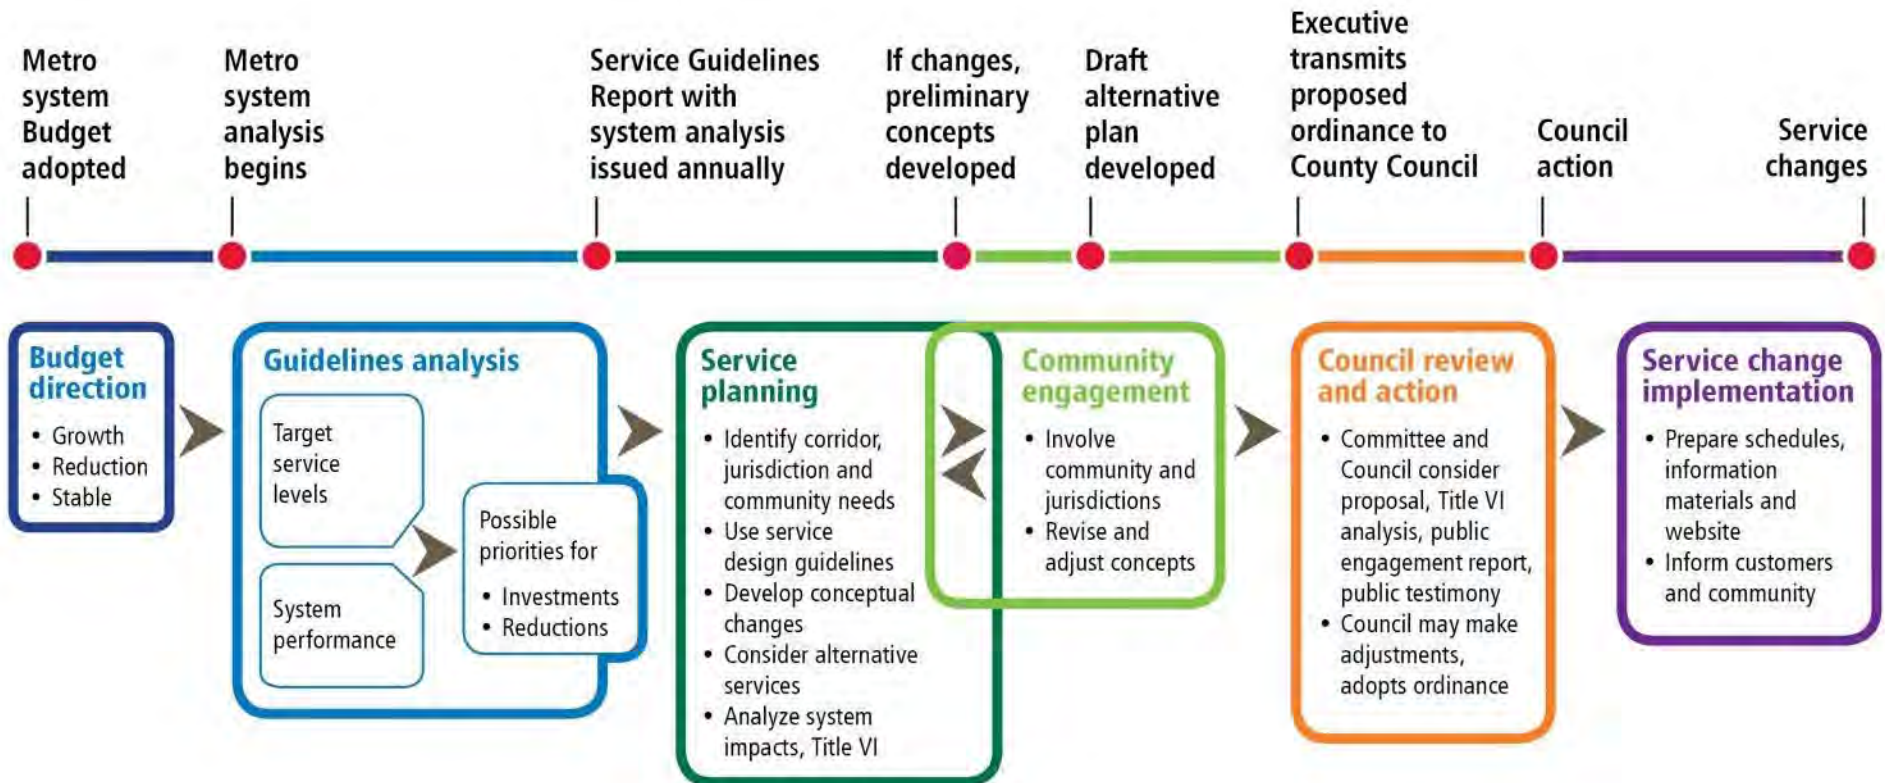 Metro
system
Budget
adopted
Metro
system
analysis
begins
Service Guidelines
Report with
system analysis
issued annually
If changes,
preliminary
concepts
developed
Draft
alternative
plan
developed
Executive
transmits
proposed
ordinance to
County Council
Council
action
Service
changes
Budget
direction
• Growth
• Reduction
• Stable
Guidelines analysis
Target
service
levels
System
performance
Possible
priorities for
• Investments
• Reductions
Service
planning
• Identify corridor,
jurisdiction and
community needs
• Use service
design guidelines
• Develop conceptual
changes
• Consider alternative
services
• Analyze system
impacts, Title VI
Community
engagement
• Involve
community and
jurisdictions
• Revise and
adjust concepts
Council review
and action
• Committee and
Council consider
proposal, Title VI
analysis, public
engagement report,
public testimony
• Council may make
adjustments,
adopts ordinance
Service change
implementation
• Prepare schedules,
information
materials and
website
• Inform customers
and community